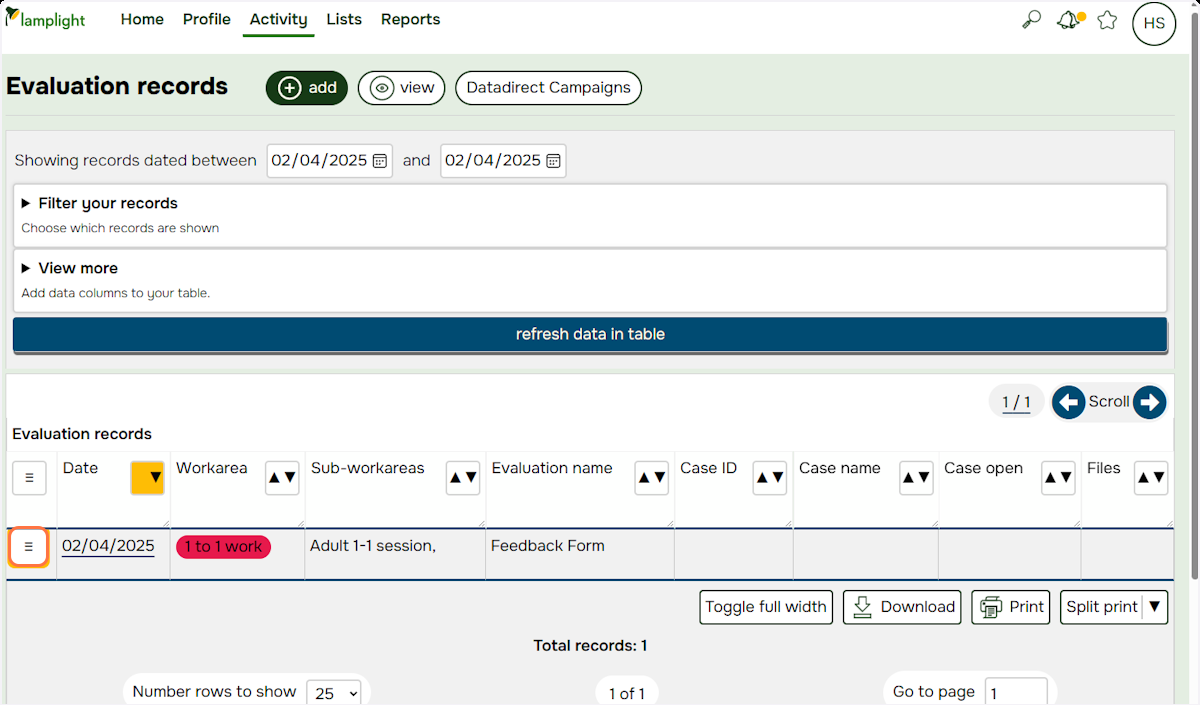 lamplight Home Profile Activity Lists Reports HS
Evaluation records add view Datadirect Campaigns
Showing records dated between 02/04/2025 and 02/04/2025
▶ Filter your records
Choose which records are shown
▶ View more
Add data columns to your table.
refresh data in table
1 / 1 Scroll
Evaluation records
☰ Date ▼ Workarea ▲▼ Sub-workareas ▲▼ Evaluation name ▲▼ Case ID ▲▼ Case name ▲▼ Case open ▲▼ Files ▲▼
☰ 02/04/2025 1 to 1 work Adult 1-1 session, Feedback Form
Toggle full width Download Print Split print ▼
Total records: 1
Number rows to show 25 1 of 1 Go to page 1